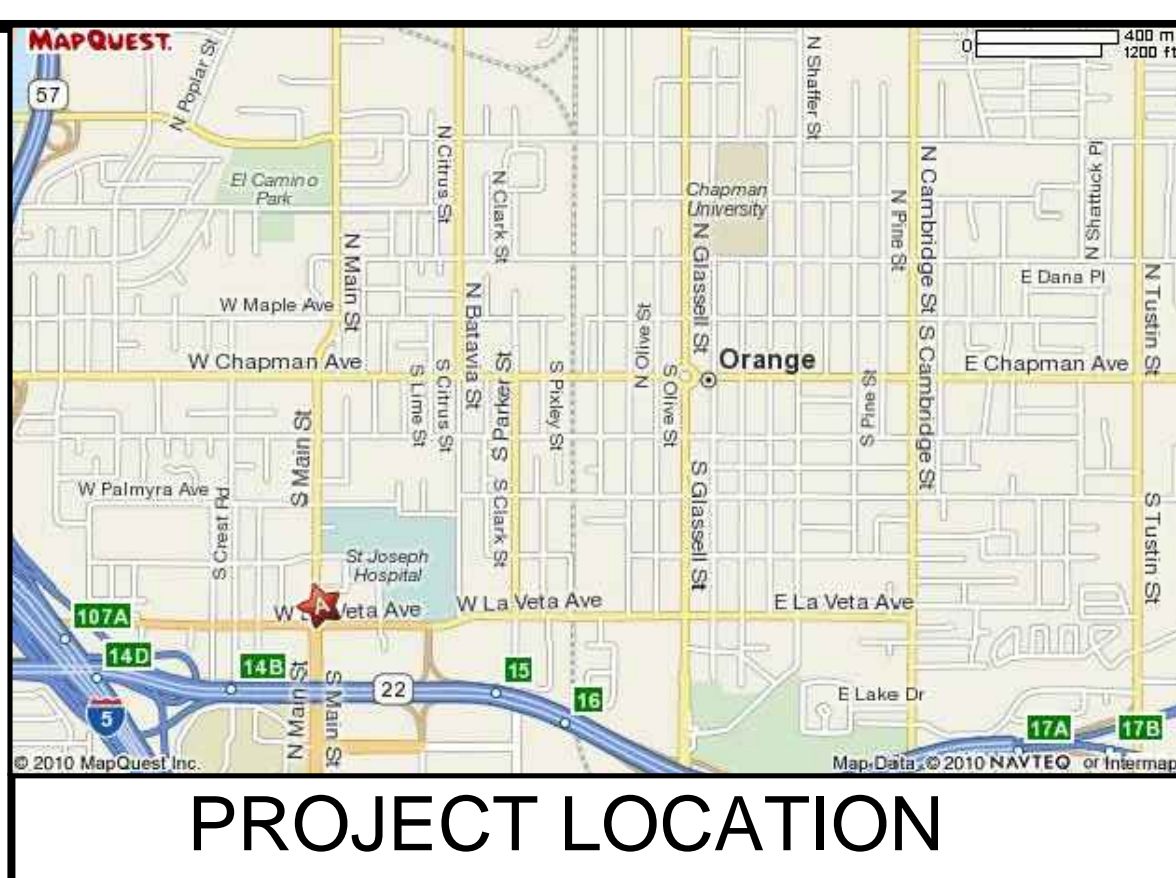 MAPQUEST.
0
400 m
1200 ft
57
N Poplar St
N Shaffer St
N Citrus St
El Camino
Park
N Clark St
Chapman
University
N Cambridge St
N Pine St
N Shattuck Pl
N Main St
N Glassell St
E Dana Pl
N Tustin St
W Maple Ave
N Batavia St
N Olive St
W Chapman Ave
Orange
E Chapman Ave
S Lime St
S Citrus St
S Parker St
S Pixley St
S Olive St
S Pine St
S Cambridge St
S Main St
W Palmyra Ave
S Crest Rd
S Clark St
S Glassell St
S Tustin St
St Joseph
Hospital
A
W La Veta Ave
W La Veta Ave
E La Veta Ave
107A
14D
14B
22
15
16
5
N Main St
S Main St
E Lake Dr
17A
17B
© 2010 MapQuest Inc.
Map Data © 2010 NAVTEQ or Intermap
PROJECT LOCATION